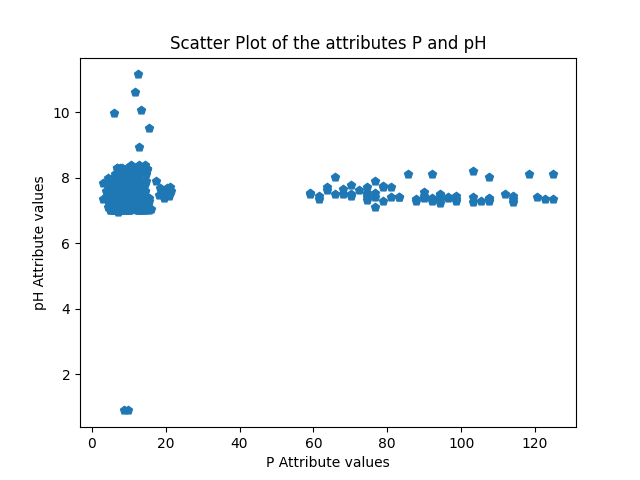 Scatter Plot of the attributes P and pH
10
8
6
4
2
pH Attribute values
0 20 40 60 80 100 120
P Attribute values